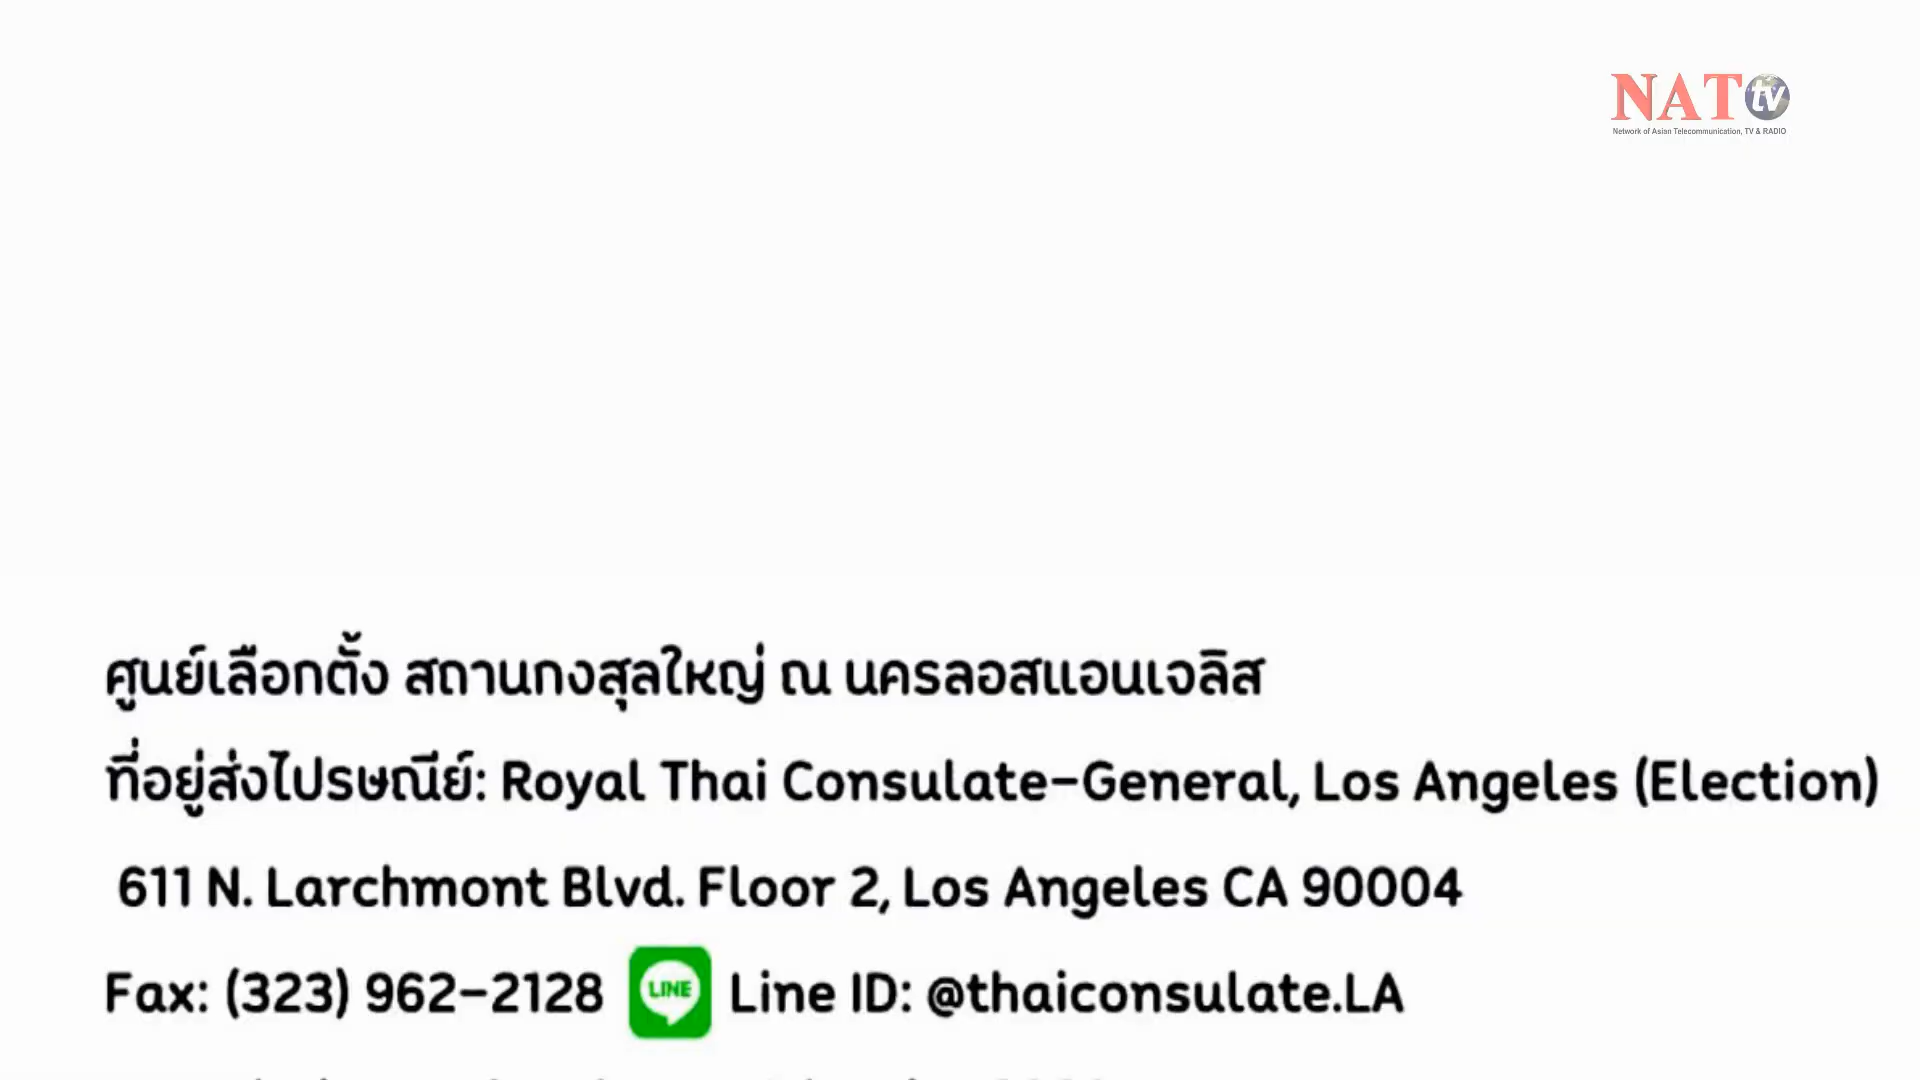 NAT tv
Network of Asian Telecommunication, TV & RADIO
ศูนย์เลือกตั้ง สถานกงสุลใหญ่ ณ นครลอสแอนเจลิส
ที่อยู่ส่งไปรษณีย์: Royal Thai Consulate-General, Los Angeles (Election)
611 N. Larchmont Blvd. Floor 2, Los Angeles CA 90004
Fax: (323) 962-2128 LINE Line ID: @thaiconsulate.LA